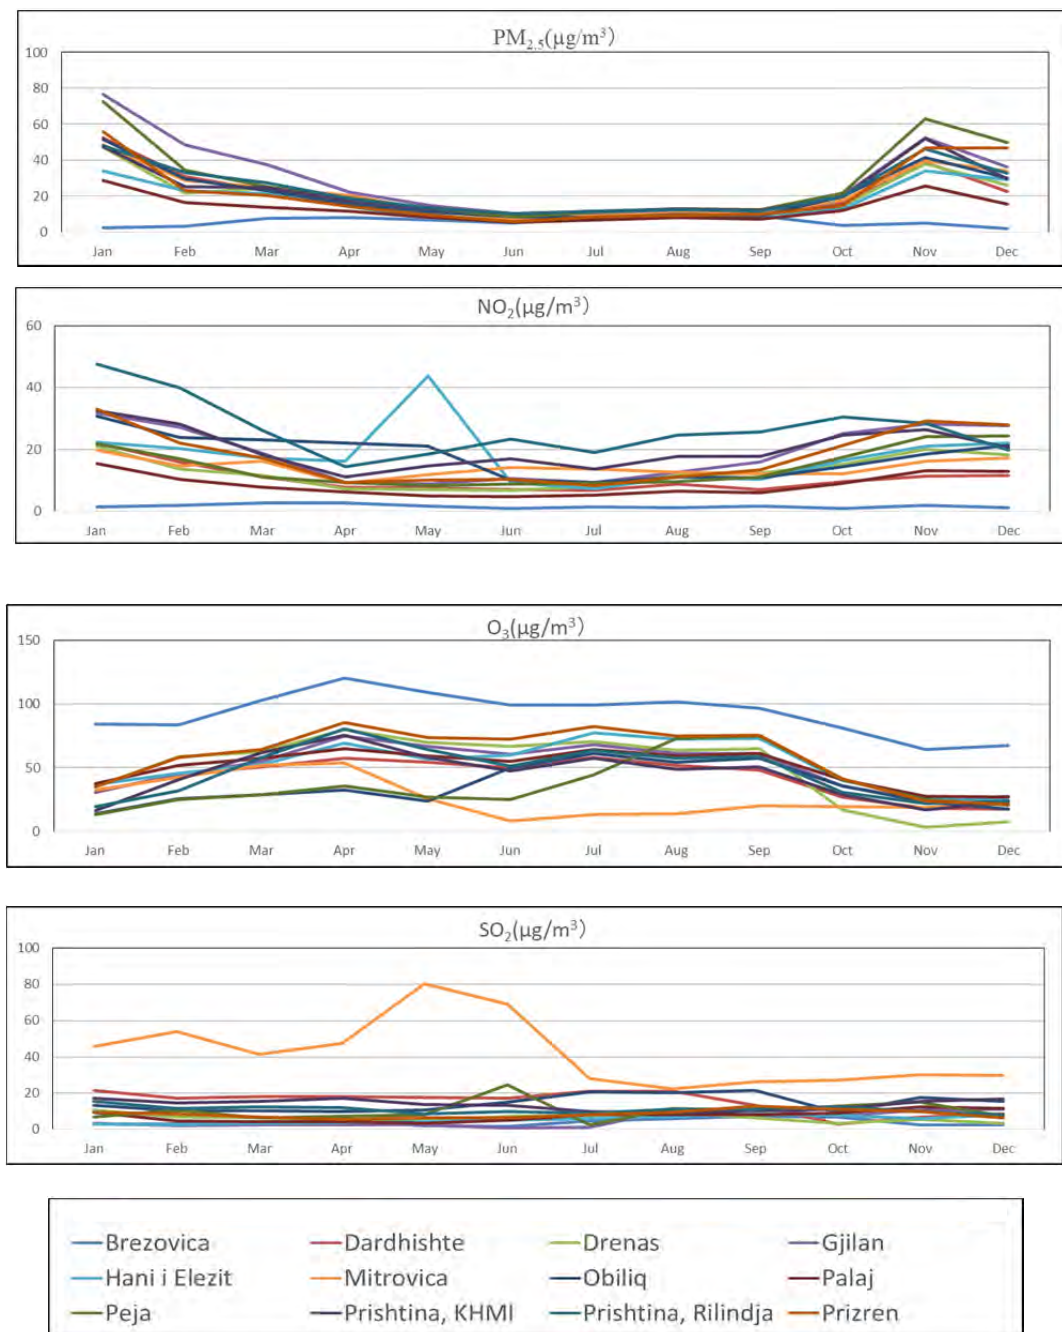 PM2.5(µg/m³)
100
80
60
40
20
0
Jan Feb Mar Apr May Jun Jul Aug Sep Oct Nov Dec
NO2(µg/m³)
60
40
20
0
Jan Feb Mar Apr May Jun Jul Aug Sep Oct Nov Dec
O3(µg/m³)
150
100
50
0
Jan Feb Mar Apr May Jun Jul Aug Sep Oct Nov Dec
SO2(µg/m³)
100
80
60
40
20
0
Jan Feb Mar Apr May Jun Jul Aug Sep Oct Nov Dec
Brezovica Dardhishte Drenas Gjilan
Hani i Elezit Mitrovica Obiliq Palaj
Peja Prishtina, KHMI Prishtina, Rilindja Prizren